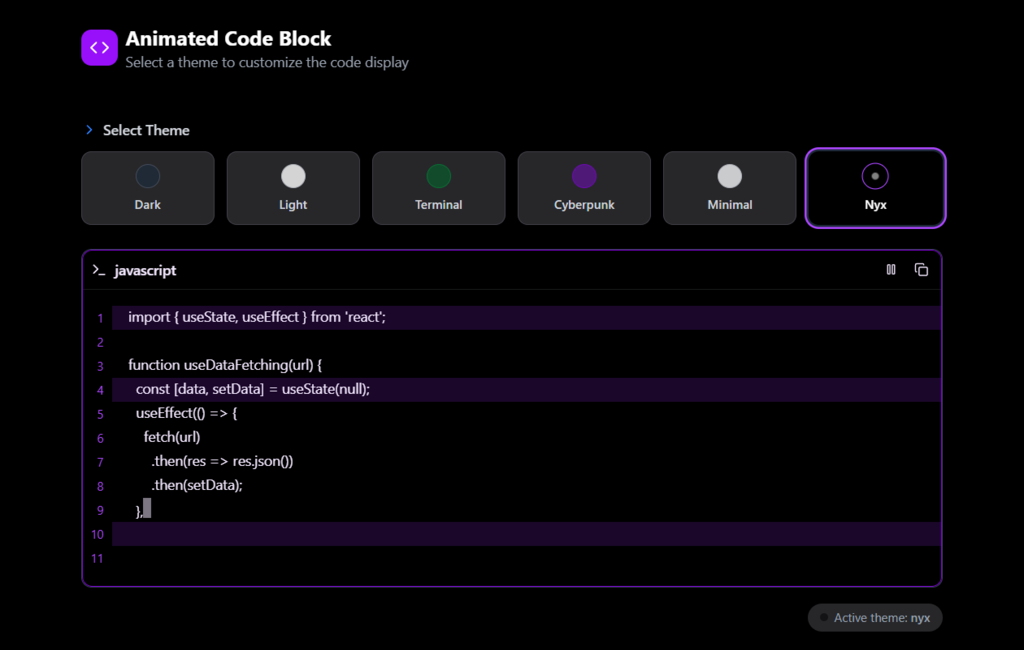 Animated Code Block
Select a theme to customize the code display
Select Theme
Dark
Light
Terminal
Cyberpunk
Minimal
Nyx
>_ javascript
1 import { useState, useEffect } from 'react';
2
3 function useDataFetching(url) {
4 const [data, setData] = useState(null);
5 useEffect(() => {
6 fetch(url)
7 .then(res => res.json())
8 .then(setData);
9 },
10
11
Active theme: nyx